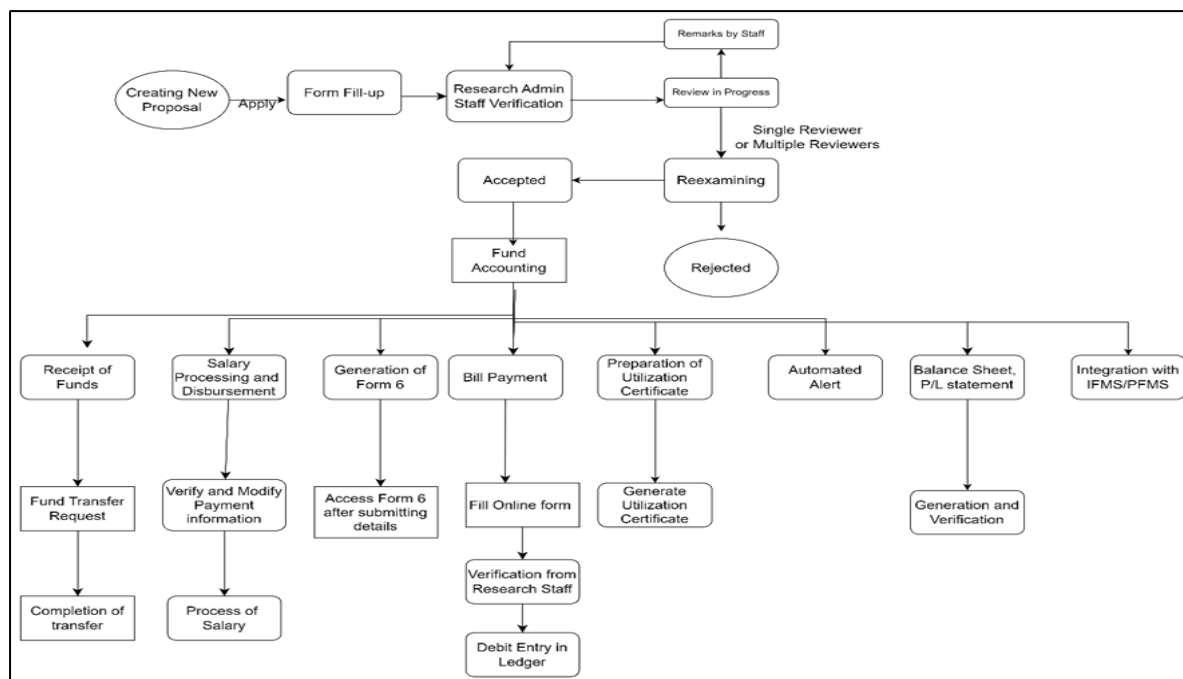 Remarks by Staff
Creating New
Proposal
Apply
Form Fill-up
Research Admin
Staff Verification
Review in Progress
Single Reviewer
or Multiple Reviewers
Accepted
Reexamining
Fund
Accounting
Rejected
Receipt of
Funds
Salary
Processing and
Disbursement
Generation of
Form 6
Bill Payment
Preparation of
Utilization
Certificate
Automated
Alert
Balance Sheet,
P/L statement
Integration with
IFMS/PFMS
Fund Transfer
Request
Verify and Modify
Payment
information
Access Form 6
after submitting
details
Fill Online form
Generate
Utilization
Certificate
Generation and
Verification
Verification from
Research Staff
Completion of
transfer
Process of
Salary
Debit Entry in
Ledger